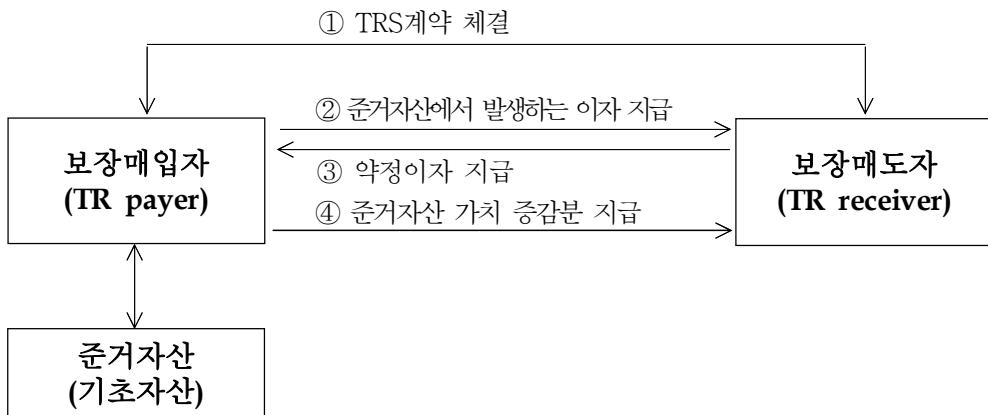 ① TRS계약 체결
② 준거자산에서 발생하는 이자 지급
보장매입자
(TR payer)
③ 약정이자 지급
④ 준거자산 가치 증감분 지급
보장매도자
(TR receiver)
준거자산
(기초자산)